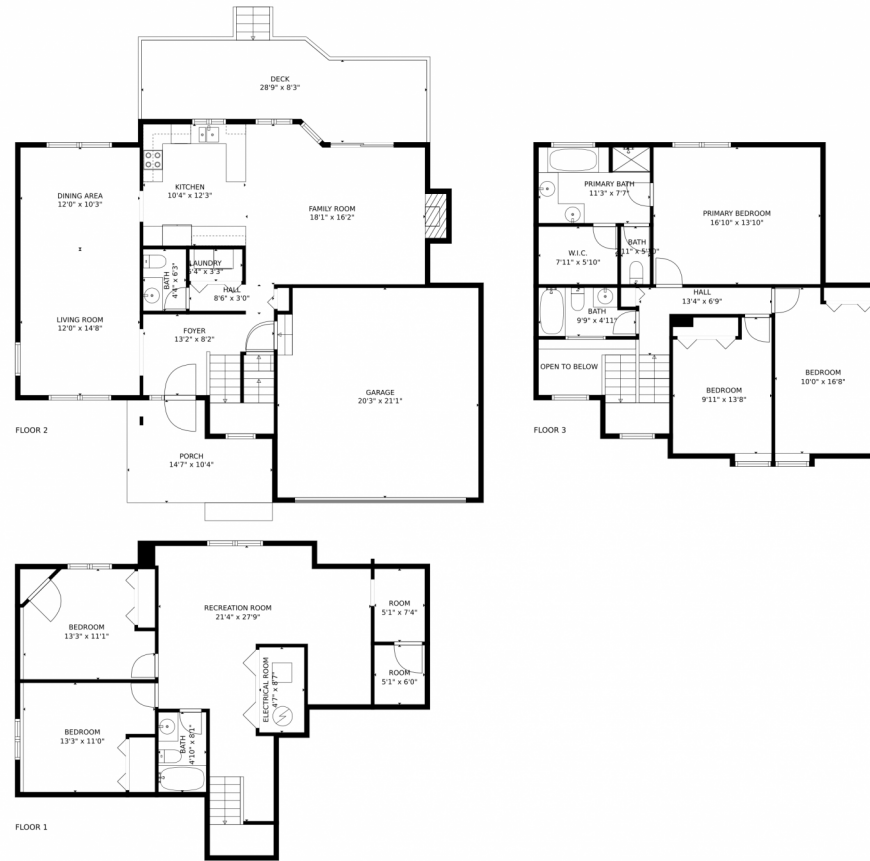 DECK
28'9" x 8'3"
DINING AREA
12'0" x 10'3"
KITCHEN
10'4" x 12'3"
FAMILY ROOM
18'1" x 16'2"
LAUNDRY
BATH
4'4" x 6'3"
HALL
8'6" x 3'0"
LIVING ROOM
12'0" x 14'8"
FOYER
13'2" x 8'2"
GARAGE
20'3" x 21'1"
PORCH
14'7" x 10'4"
FLOOR 2
PRIMARY BATH
11'3" x 7'7"
PRIMARY BEDROOM
16'10" x 13'10"
W.I.C.
7'11" x 5'10"
BATH
HALL
13'4" x 6'9"
BATH
9'9" x 4'11"
OPEN TO BELOW
BEDROOM
9'11" x 13'8"
BEDROOM
10'0" x 16'8"
FLOOR 3
BEDROOM
13'3" x 11'1"
RECREATION ROOM
21'4" x 27'9"
ROOM
5'1" x 7'4"
ROOM
5'1" x 6'0"
ELECTRICAL ROOM
4'7" x 8'7"
BEDROOM
13'3" x 11'0"
BATH
4'10" x 8'1"
FLOOR 1